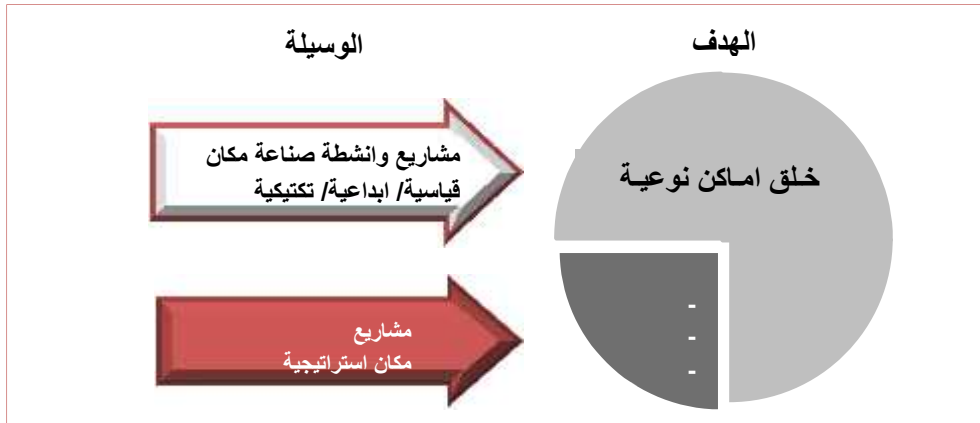 الهدف
الوسيلة
خلق اماكن نوعية
مشاريع وانشطة صناعة مكان
قياسية/ ابداعية/ تكتيكية
-
-
-
مشاريع
مكان استراتيجية